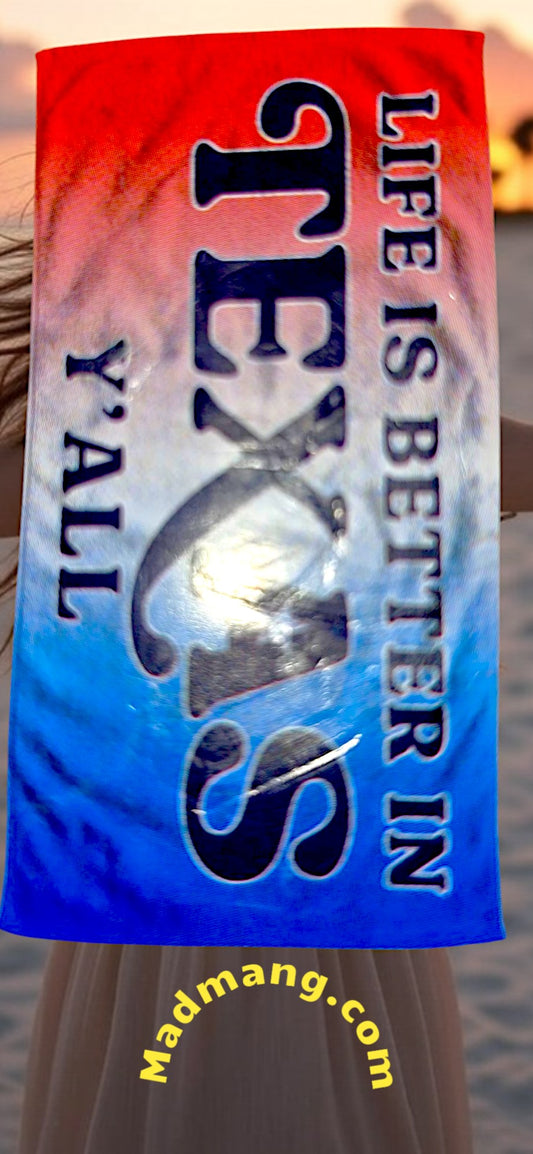 LIFE IS BETTER IN
TEXAS
Y'ALL
Madmang.com